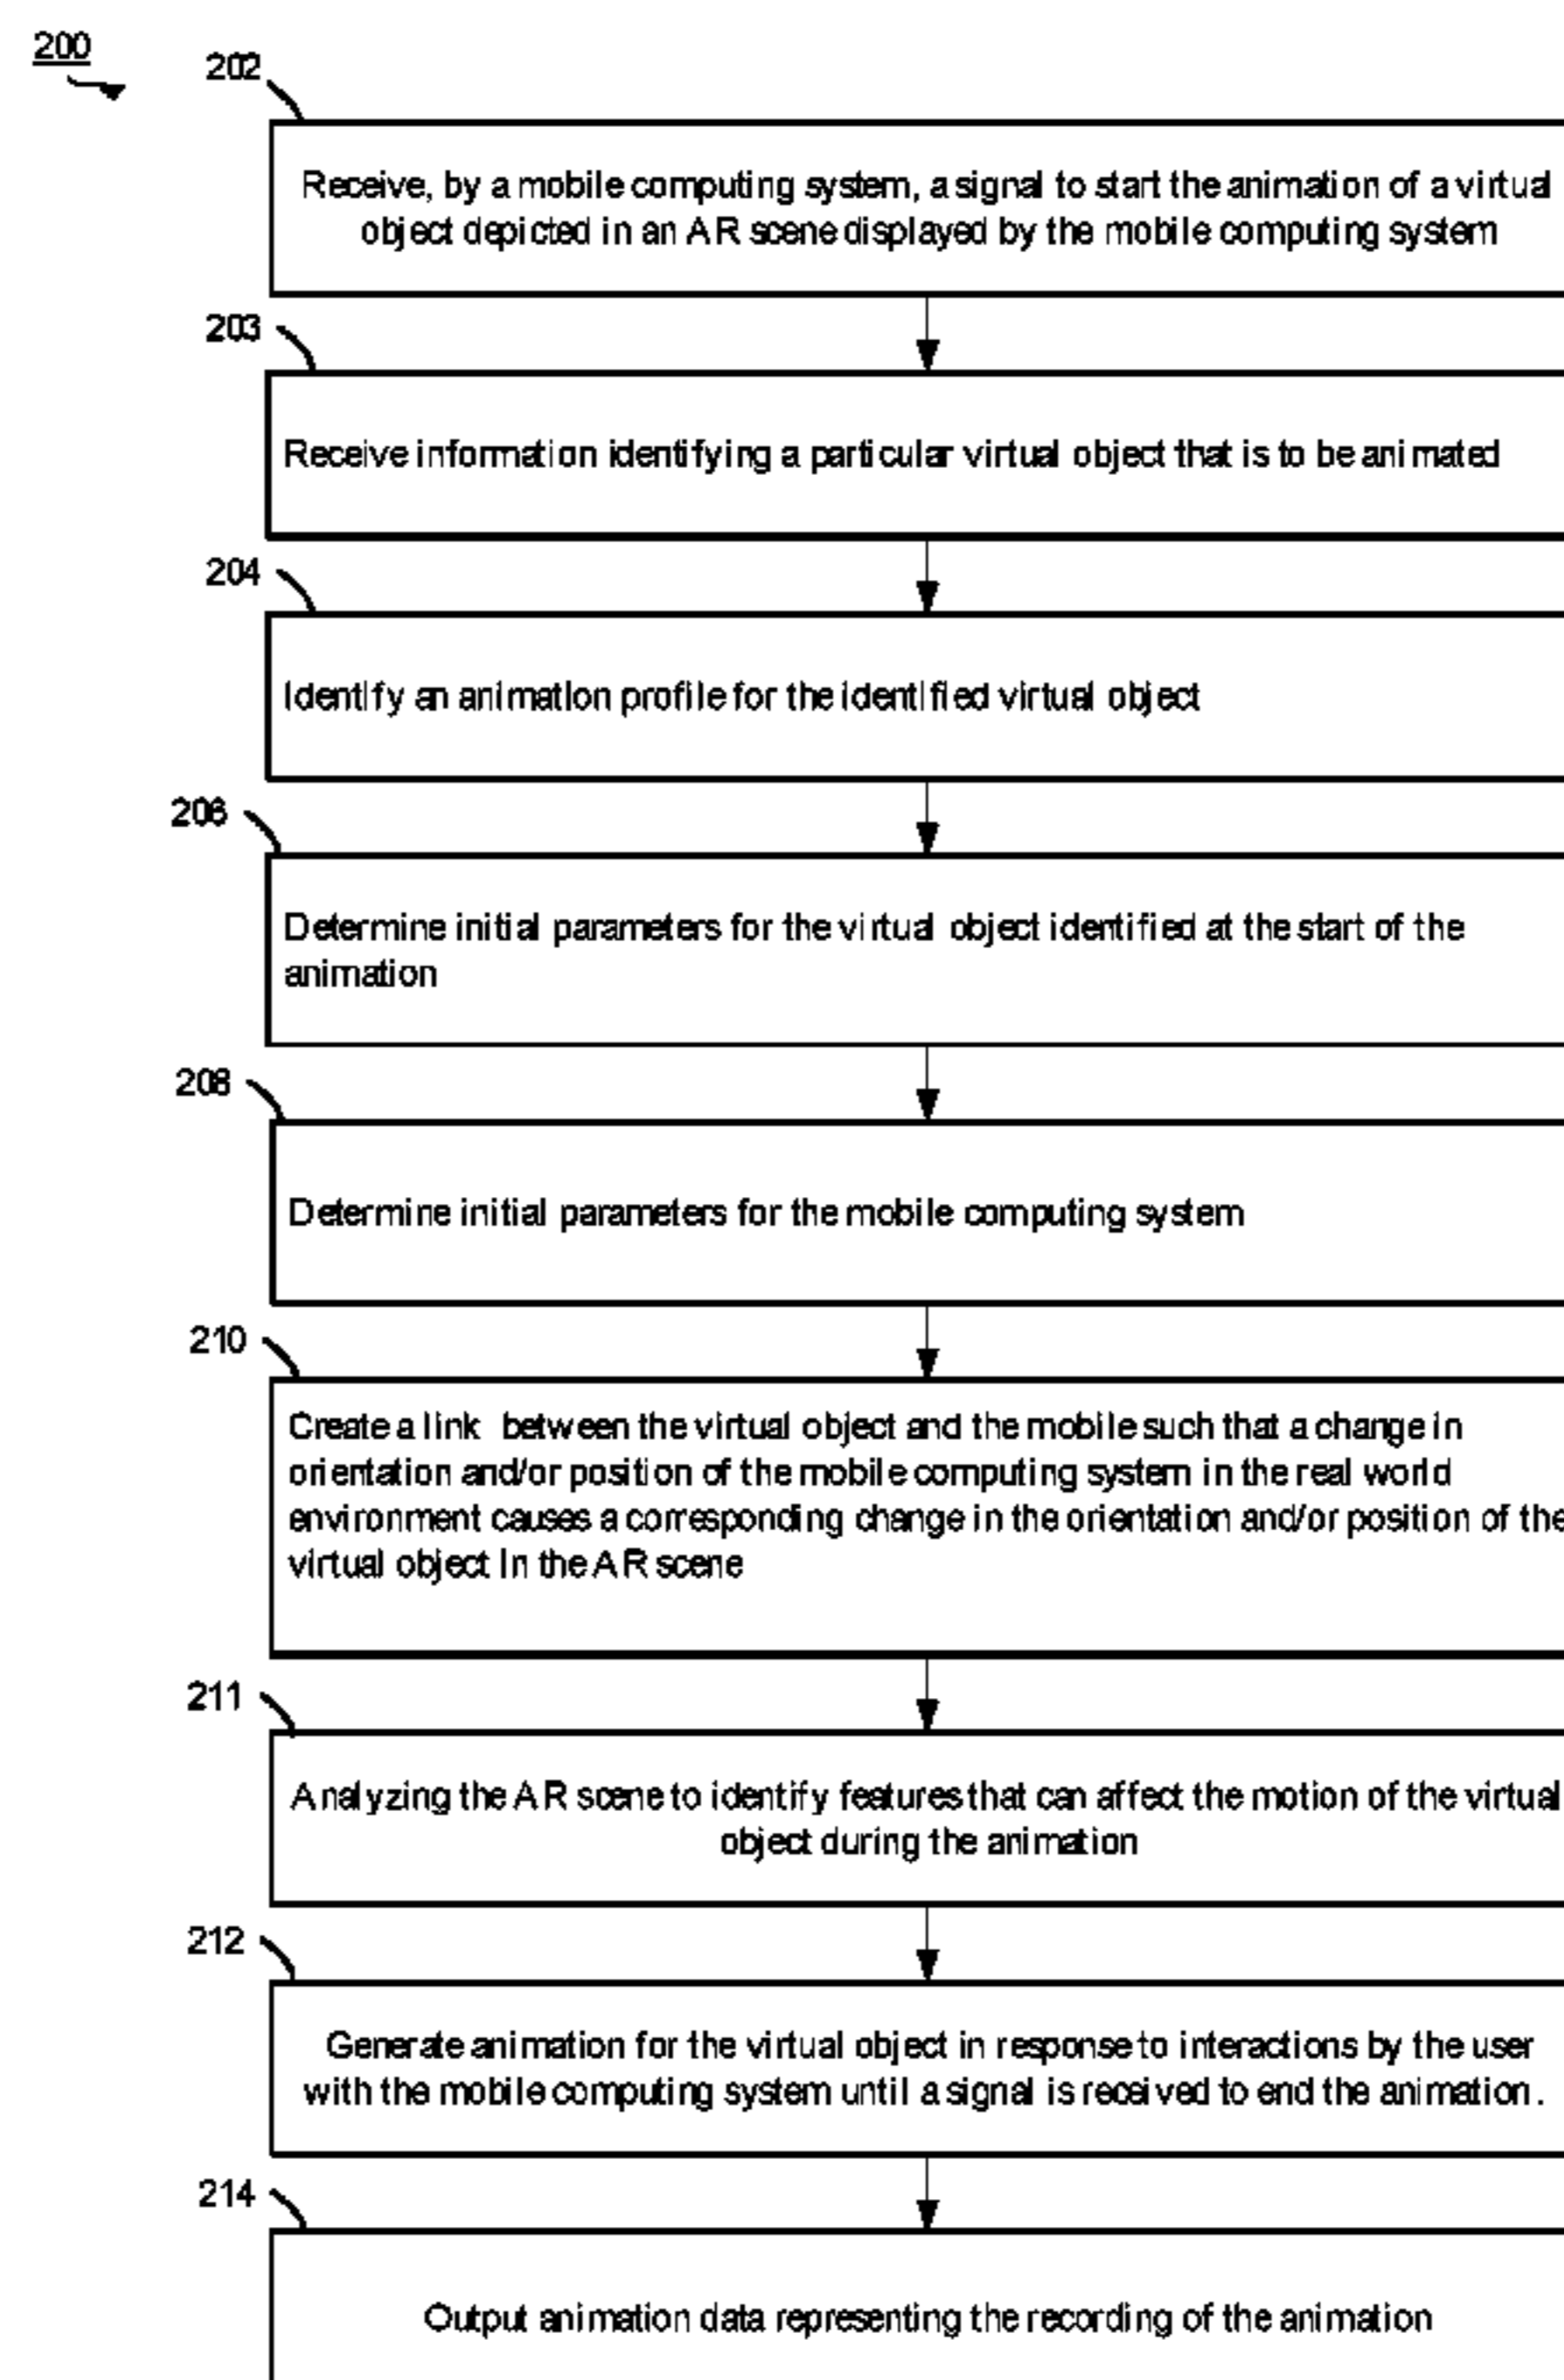 200
202
Receive, by a mobile computing system, a signal to start the animation of a virtual
object depicted in an AR scene displayed by the mobile computing system
203
Receive information identifying a particular virtual object that is to be animated
204
Identify an animation profile for the identified virtual object
206
Determine initial parameters for the virtual object identified at the start of the
animation
208
Determine initial parameters for the mobile computing system
210
Create a link between the virtual object and the mobile such that a change in
orientation and/or position of the mobile computing system in the real world
environment causes a corresponding change in the orientation and/or position of the
virtual object in the AR scene
211
Analyzing the AR scene to identify features that can affect the motion of the virtual
object during the animation
212
Generate animation for the virtual object in response to interactions by the user
with the mobile computing system until a signal is received to end the animation.
214
Output animation data representing the recording of the animation